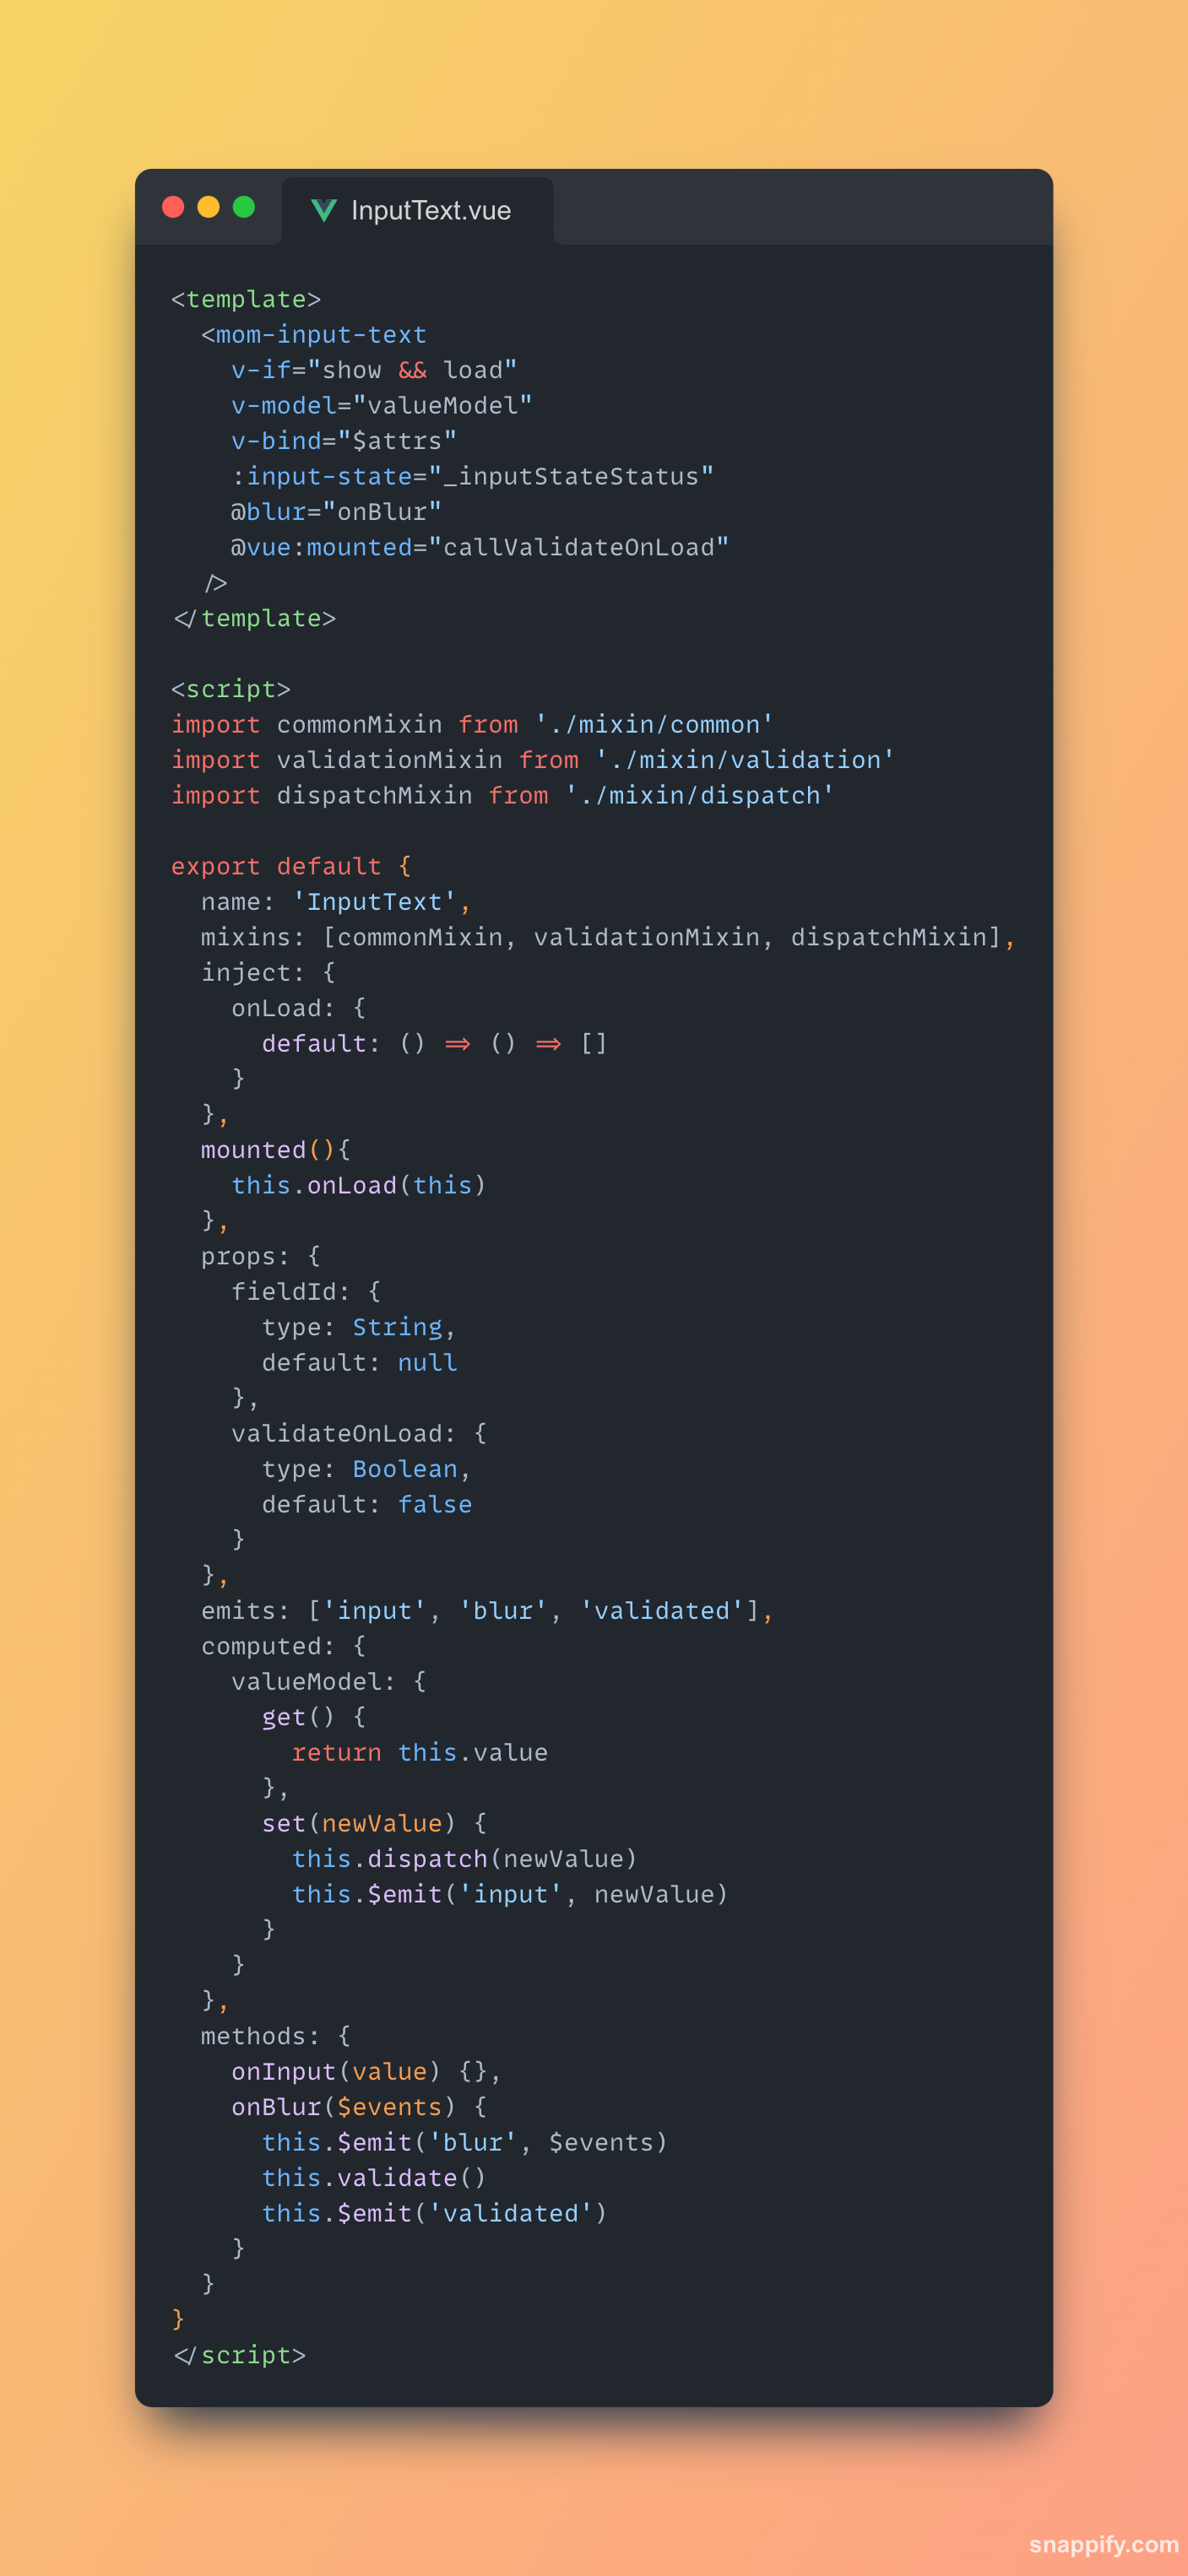 InputText.vue
<template>
  <mom-input-text
    v-if="show && load"
    v-model="valueModel"
    v-bind="$attrs"
    :input-state="_inputStateStatus"
    @blur="onBlur"
    @vue:mounted="callValidateOnLoad"
  />
</template>

<script>
import commonMixin from './mixin/common'
import validationMixin from './mixin/validation'
import dispatchMixin from './mixin/dispatch'

export default {
  name: 'InputText',
  mixins: [commonMixin, validationMixin, dispatchMixin],
  inject: {
    onLoad: {
      default: () => () => []
    }
  },
  mounted(){
    this.onLoad(this)
  },
  props: {
    fieldId: {
      type: String,
      default: null
    },
    validateOnLoad: {
      type: Boolean,
      default: false
    }
  },
  emits: ['input', 'blur', 'validated'],
  computed: {
    valueModel: {
      get() {
        return this.value
      },
      set(newValue) {
        this.dispatch(newValue)
        this.$emit('input', newValue)
      }
    }
  },
  methods: {
    onInput(value) {},
    onBlur($events) {
      this.$emit('blur', $events)
      this.validate()
      this.$emit('validated')
    }
  }
}
</script>
snappify.com